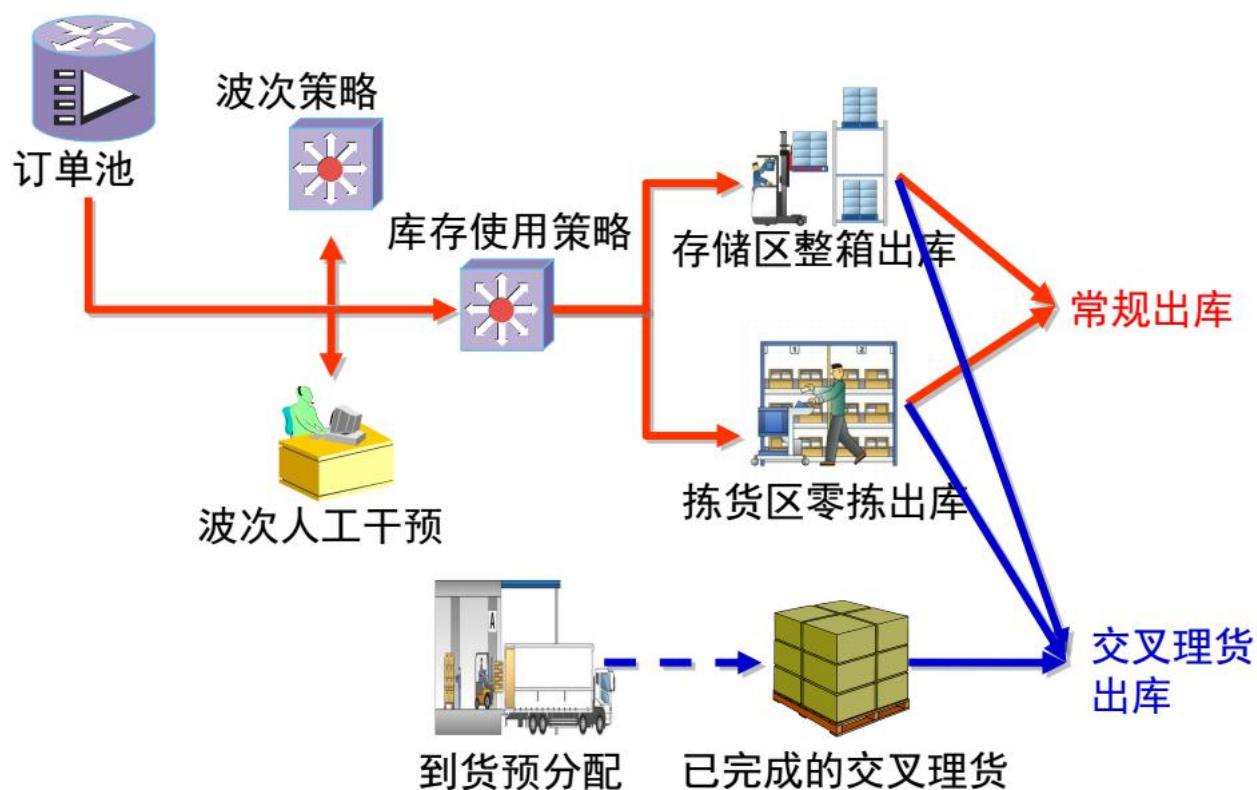 波次策略
订单池
库存使用策略
存储区整箱出库
常规出库
1
2
拣货区零拣出库
波次人工干预
A
交叉理货
出库
到货预分配
已完成的交叉理货